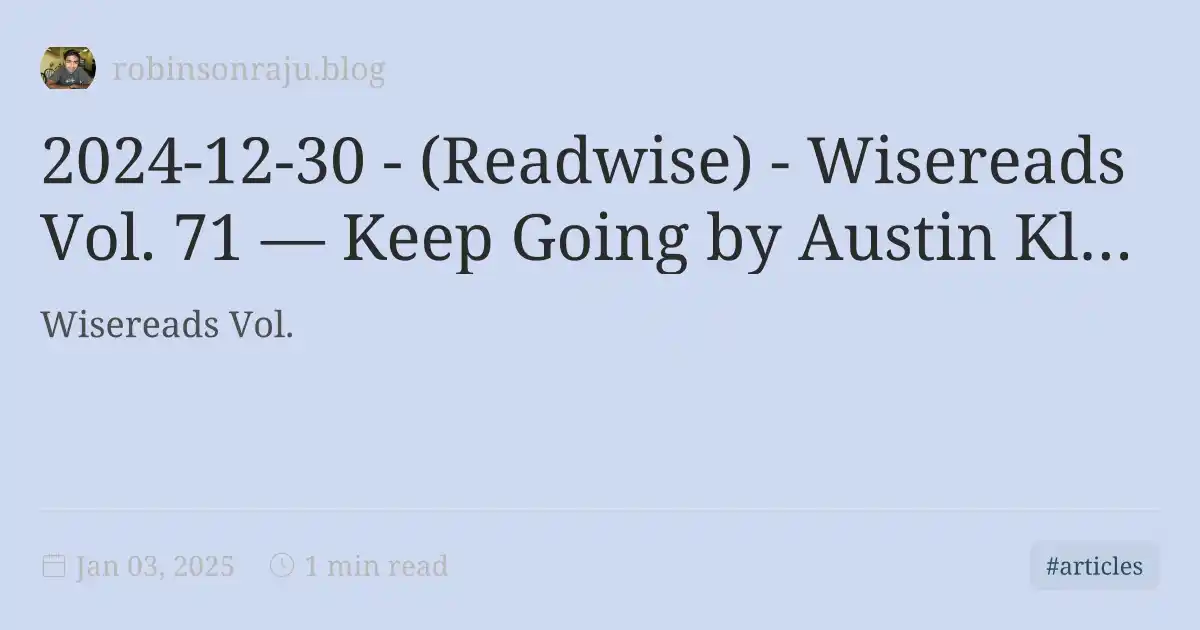 robinsonraju.blog
2024-12-30 - (Readwise) - Wisereads
Vol. 71 — Keep Going by Austin Kl...
Wisereads Vol.
Jan 03, 2025
1 min read
#articles